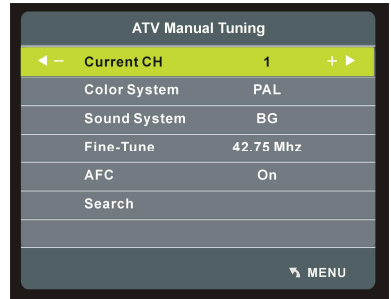 ATV Manual Tuning
Current CH 1
Color System PAL
Sound System BG
Fine-Tune 42.75 Mhz
AFC On
Search
MENU